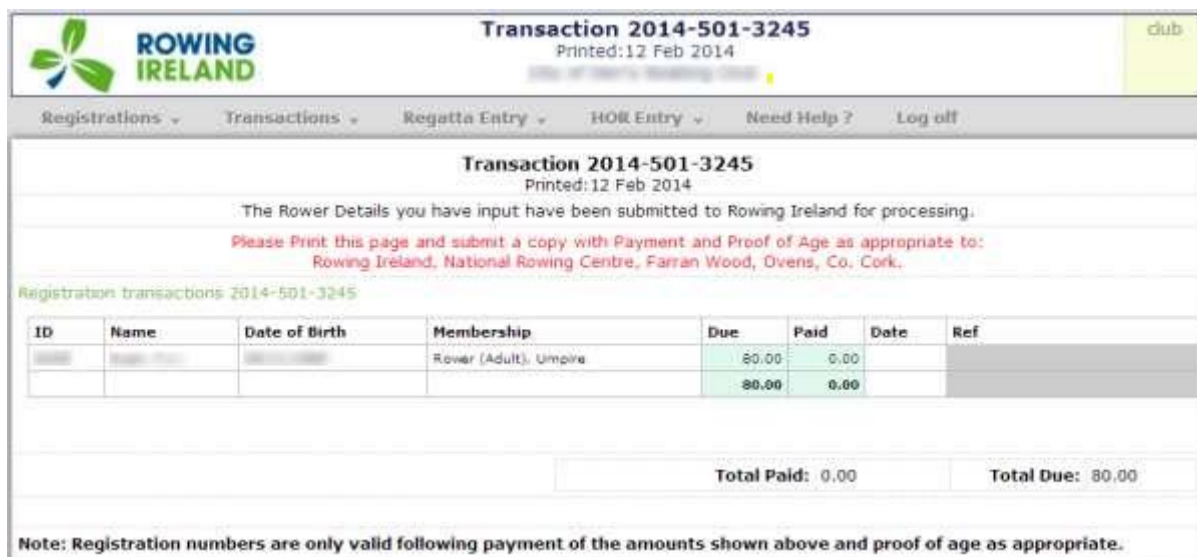 ROWING
IRELAND
Transaction 2014-501-3245
Printed:12 Feb 2014
club
Registrations Transactions Regatta Entry HOR Entry Need Help ? Log off
Transaction 2014-501-3245
Printed:12 Feb 2014
The Rower Details you have input have been submitted to Rowing Ireland for processing.
Please Print this page and submit a copy with Payment and Proof of Age as appropriate to:
Rowing Ireland, National Rowing Centre, Farran Wood, Ovens, Co. Cork.
Registration transactions 2014-501-3245
ID Name Date of Birth Membership Due Paid Date Ref
Rower (Adult), Umpire 80.00 0.00
80.00 0.00
Total Paid: 0.00 Total Due: 80.00
Note: Registration numbers are only valid following payment of the amounts shown above and proof of age as appropriate.